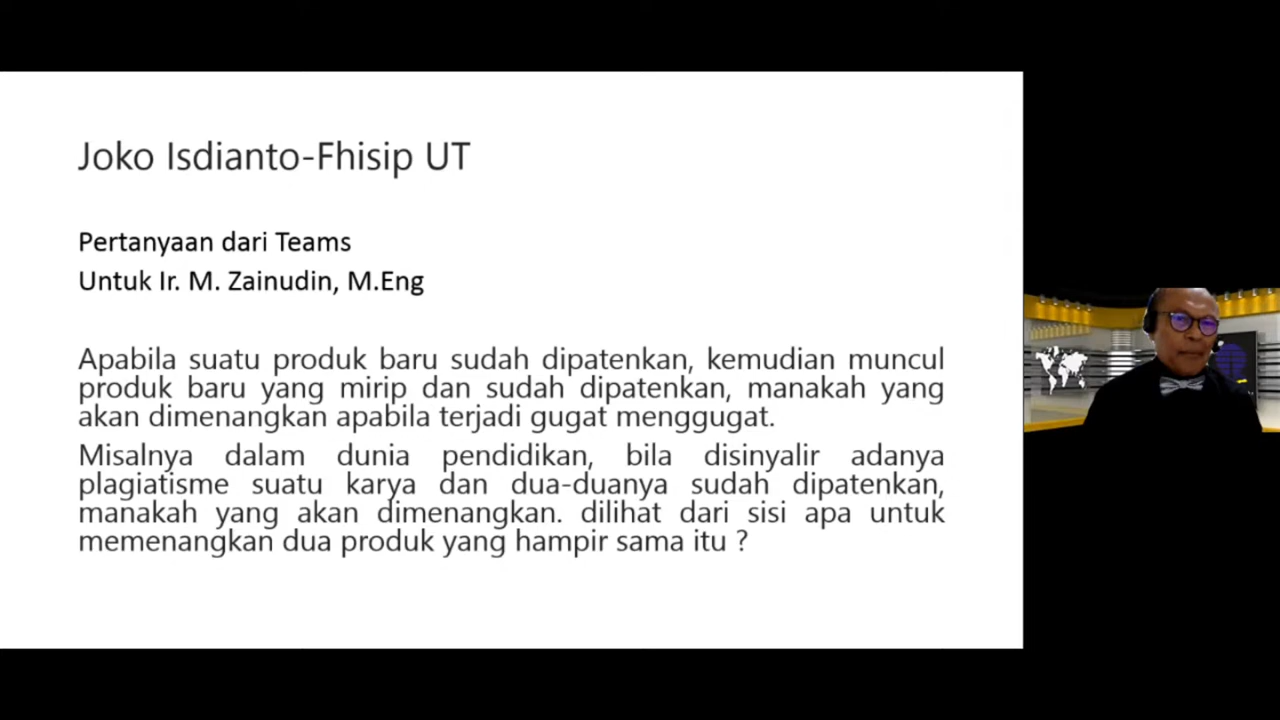 Joko Isdianto-Fhisip UT
Pertanyaan dari Teams
Untuk Ir. M. Zainudin, M.Eng
Apabila suatu produk baru sudah dipatenkan, kemudian muncul
produk baru yang mirip dan sudah dipatenkan, manakah yang
akan dimenangkan apabila terjadi gugat menggugat.
Misalnya dalam dunia pendidikan, bila disinyalir adanya
plagiatisme suatu karya dan dua-duanya sudah dipatenkan,
manakah yang akan dimenangkan. dilihat dari sisi apa untuk
memenangkan dua produk yang hampir sama itu ?